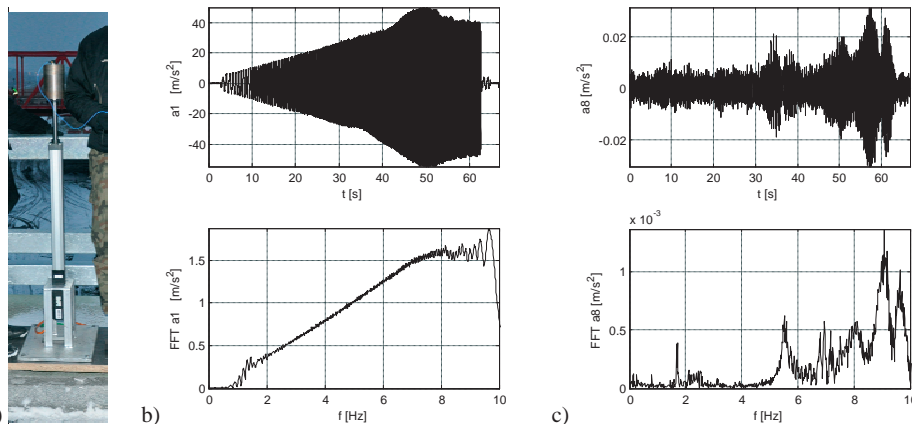 40
20
0
-20
-40
a1 [m/s²]
0 10 20 30 40 50 60
t [s]
0.02
0
-0.02
a8 [m/s²]
0 10 20 30 40 50 60
t [s]
1.5
1
0.5
0
FFT a1 [m/s²]
0 2 4 6 8 10
f [Hz]
x 10⁻³
1
0.5
0
FFT a8 [m/s²]
0 2 4 6 8 10
f [Hz]
)
b)
c)